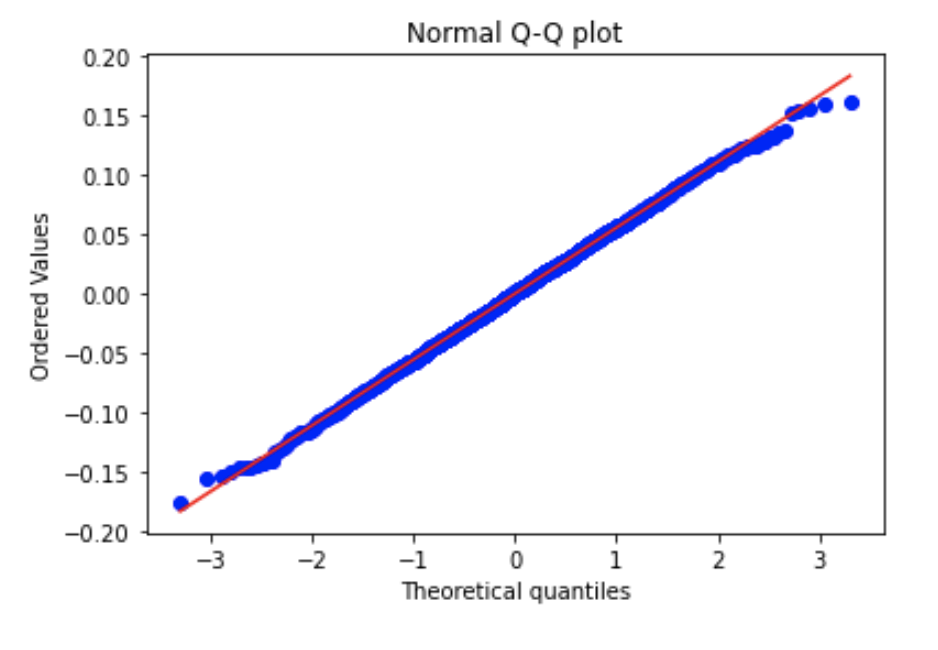 Normal Q-Q plot
0.20
0.15
0.10
0.05
0.00
−0.05
−0.10
−0.15
−0.20
Ordered Values
−3 −2 −1 0 1 2 3
Theoretical quantiles